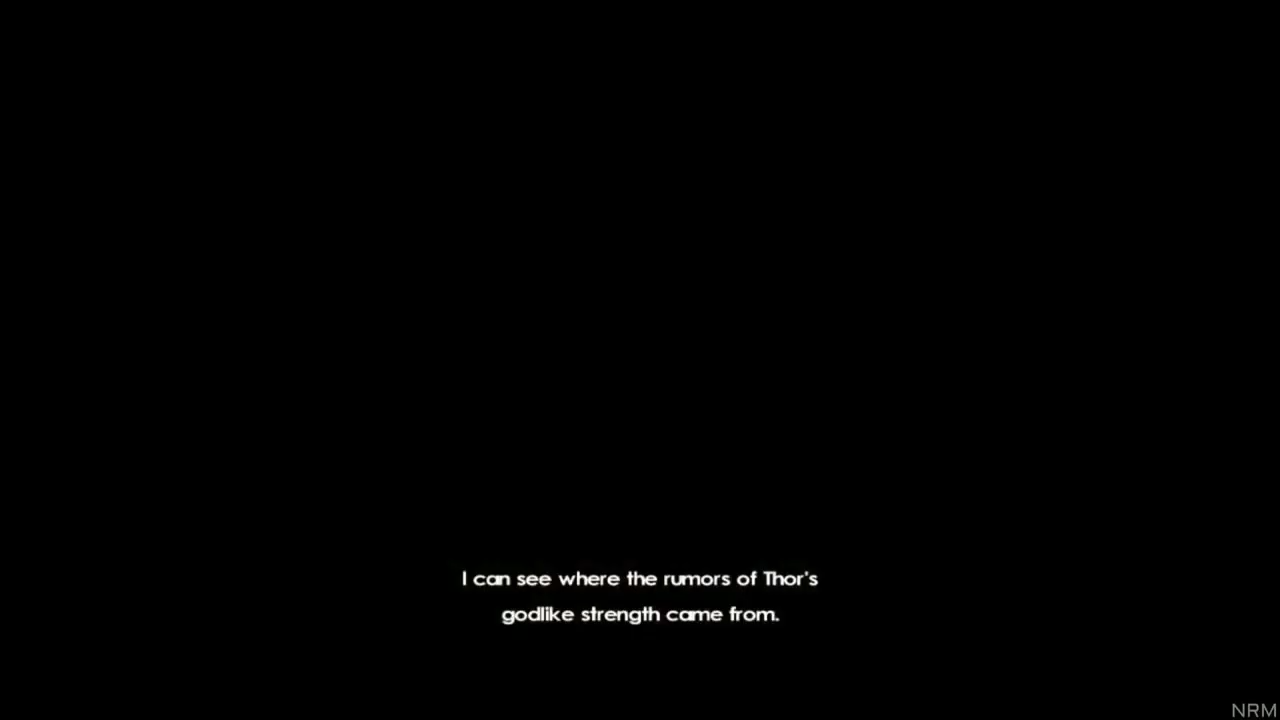 I can see where the rumors of Thor's
godlike strength came from.
NRM